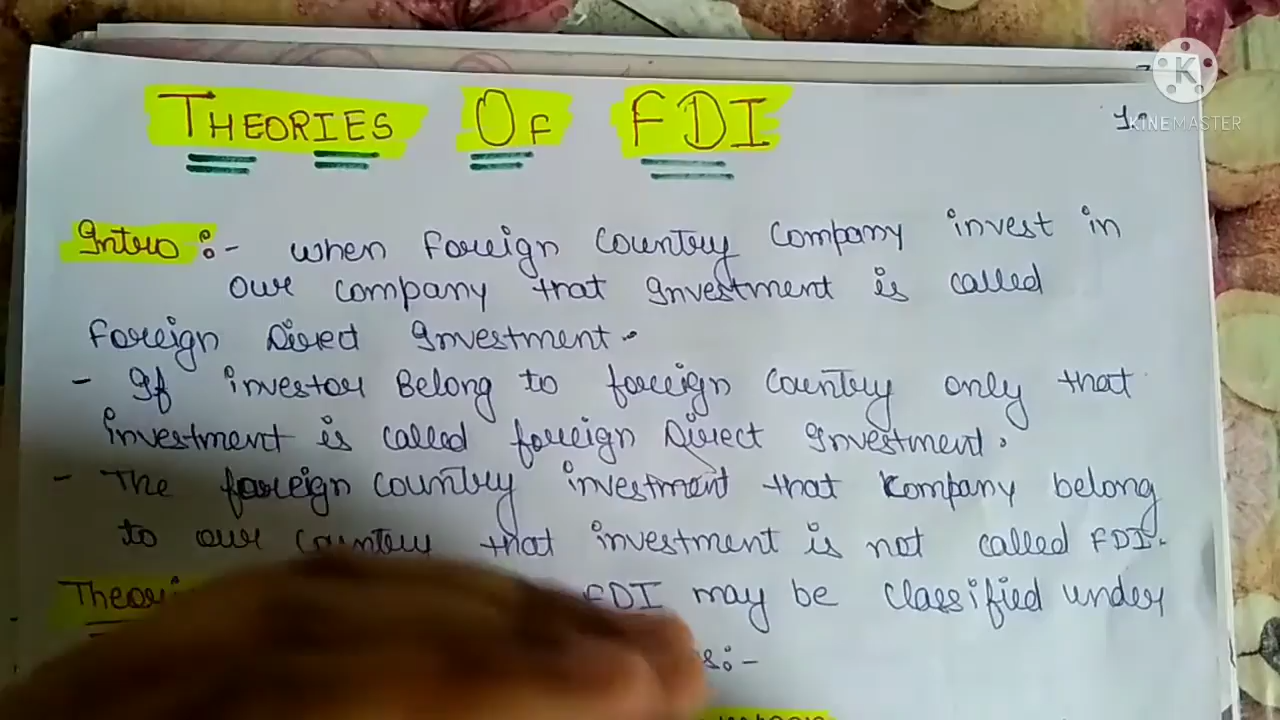 THEORIES OF FDI
1.
K
KINEMASTER
Intro :- when foreign country company invest in
our company that Investment is called
foreign Direct Investment.
- If investor Belong to foreign country only that
investment is called foreign Direct Investment.
- The foreign country investment that company belong
to our country that investment is not called FDI.
FDI may be classified under
:-